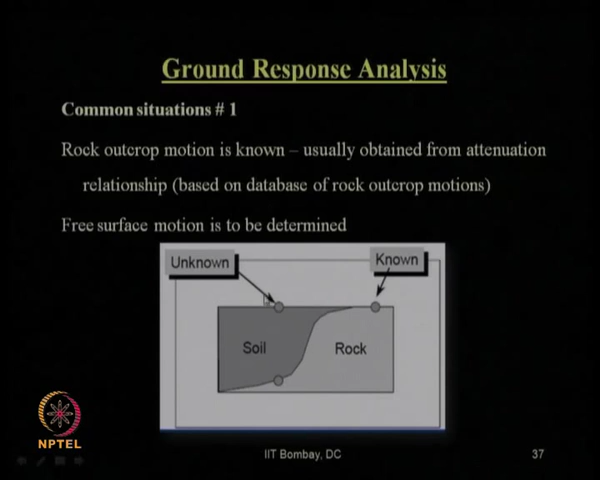 Ground Response Analysis
Common situations # 1
Rock outcrop motion is known – usually obtained from attenuation
relationship (based on database of rock outcrop motions)
Free surface motion is to be determined
Unknown
Known
Soil
Rock
NPTEL
IIT Bombay, DC
37